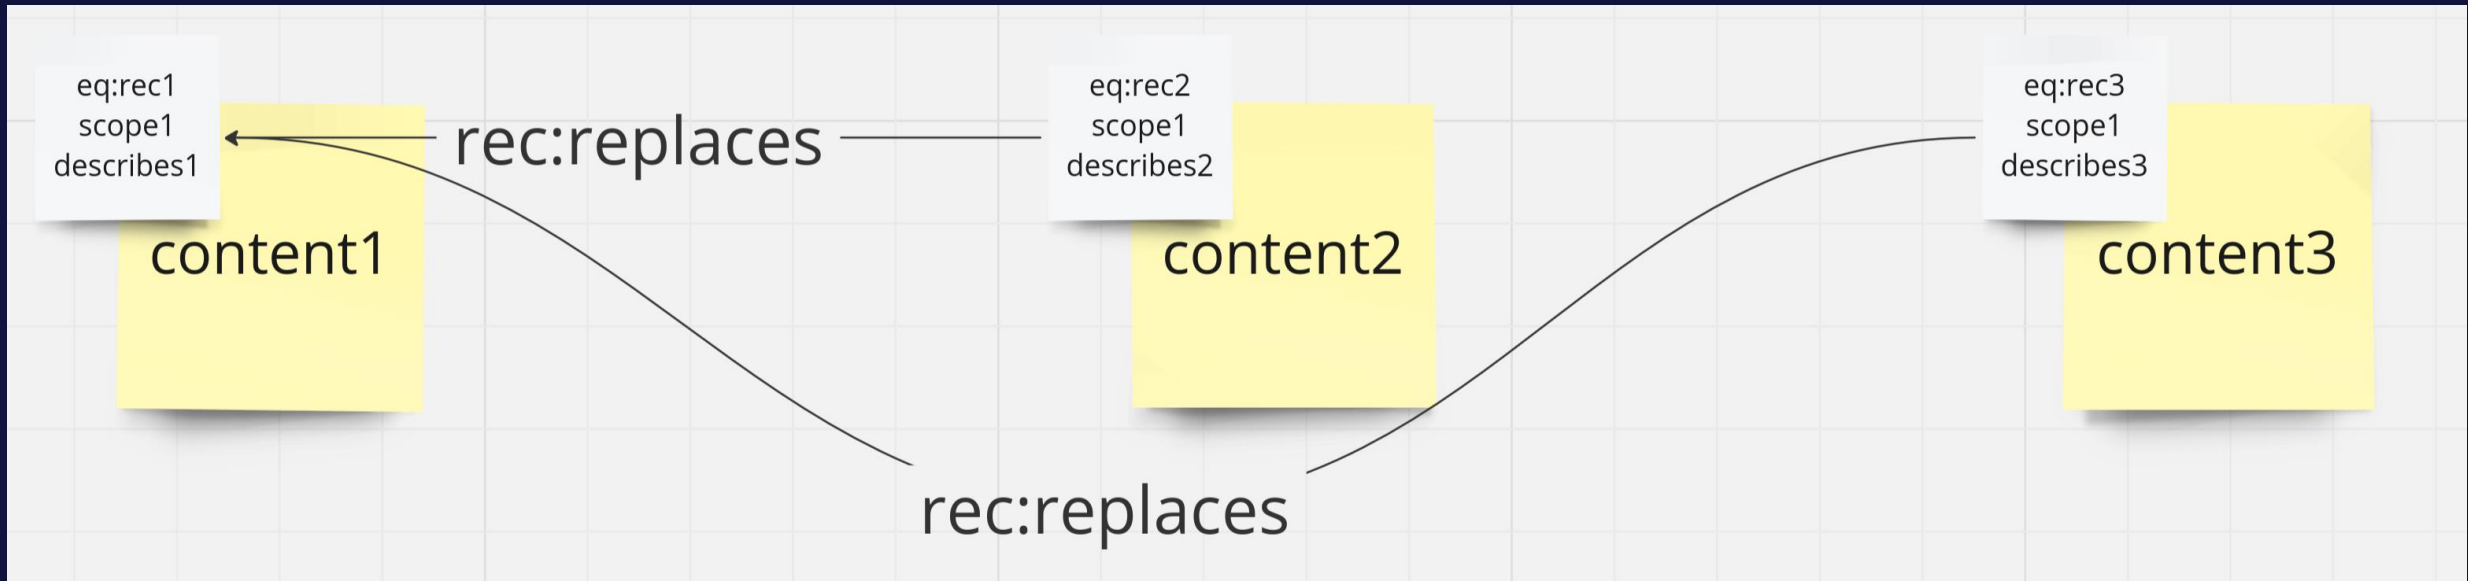 eq:rec1
scope1
describes1
content1
rec:replaces
eq:rec2
scope1
describes2
content2
eq:rec3
scope1
describes3
content3
rec:replaces